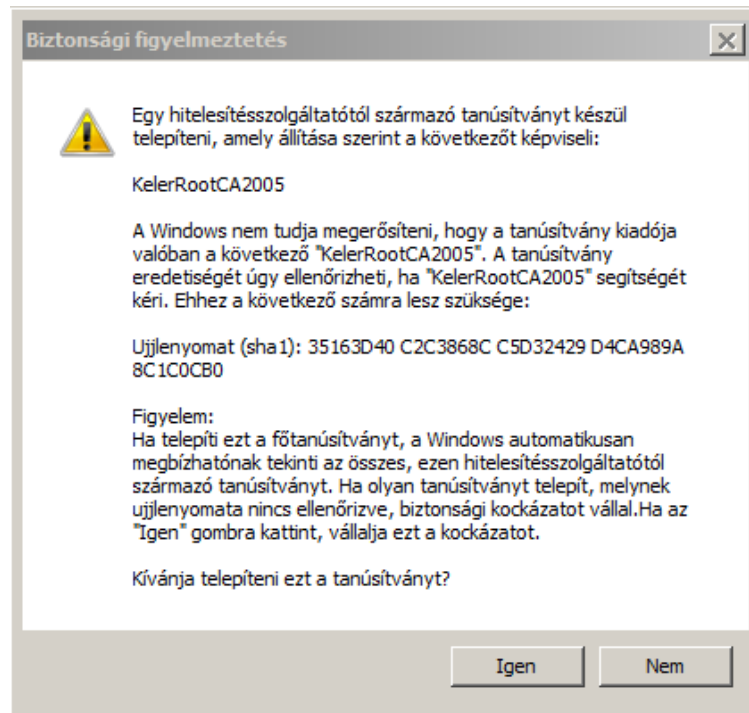 Biztonsági figyelmeztetés
Egy hitelesítésszolgáltatótól származó tanúsítványt készül
telepíteni, amely állítása szerint a következőt képviseli:
KelerRootCA2005
A Windows nem tudja megerősíteni, hogy a tanúsítvány kiadója
valóban a következő "KelerRootCA2005". A tanúsítvány
eredetiségét úgy ellenőrizheti, ha "KelerRootCA2005" segítségét
kéri. Ehhez a következő számra lesz szüksége:
Ujjlenyomat (sha1): 35163D40 C2C3868C C5D32429 D4CA989A
8C1C0CB0
Figyelem:
Ha telepíti ezt a főtanúsítványt, a Windows automatikusan
megbízhatónak tekinti az összes, ezen hitelesítésszolgáltatótól
származó tanúsítványt. Ha olyan tanúsítványt telepít, melynek
ujjlenyomata nincs ellenőrizve, biztonsági kockázatot vállal.Ha az
"Igen" gombra kattint, vállalja ezt a kockázatot.
Kívánja telepíteni ezt a tanúsítványt?
Igen
Nem